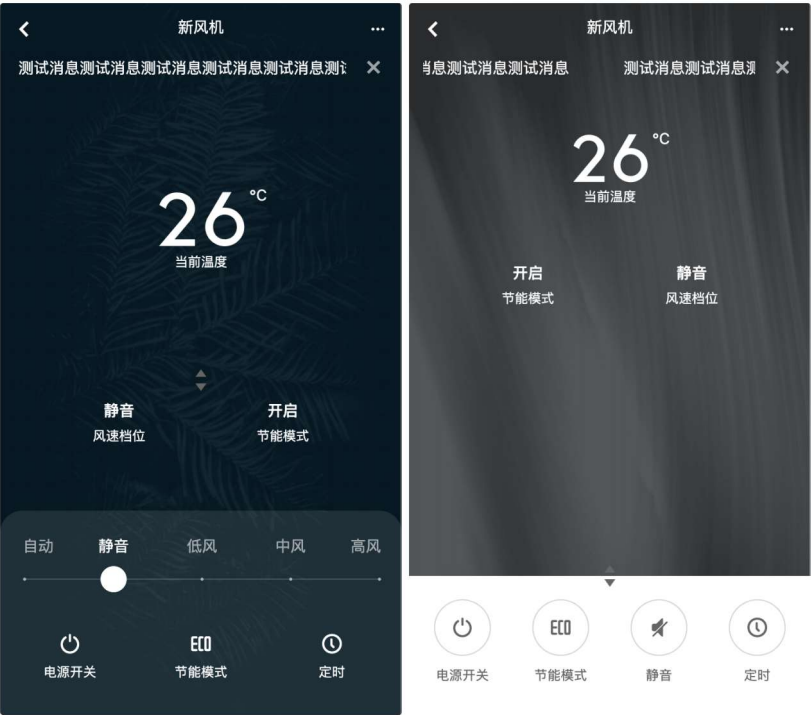 新风机
测试消息测试消息测试消息测试消息测试消息测
26 °C
当前温度
静音 开启
风速档位 节能模式
自动 静音 低风 中风 高风
ECO
电源开关 节能模式 定时
新风机
息测试消息测试消息 测试消息测试消息
26 °C
当前温度
开启 静音
节能模式 风速档位
ECO
电源开关 节能模式 静音 定时